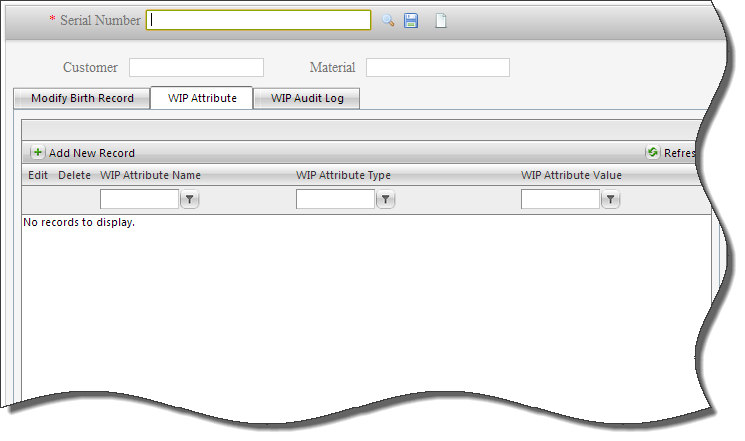 * Serial Number
Customer Material
Modify Birth Record WIP Attribute WIP Audit Log
Add New Record Refres
Edit Delete WIP Attribute Name WIP Attribute Type WIP Attribute Value
No records to display.